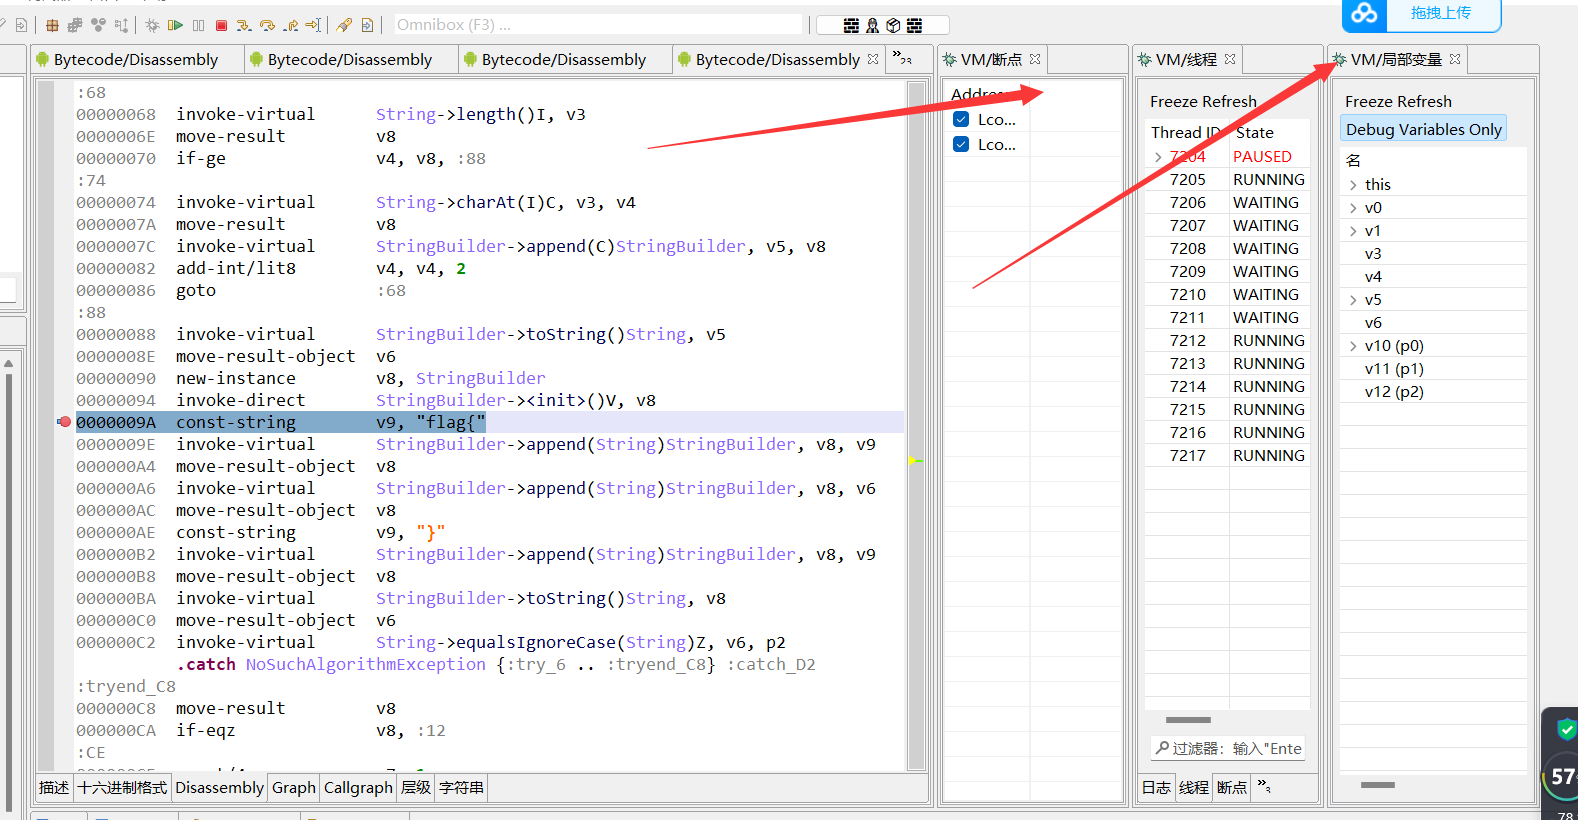 Omnibox (F3) ...
拖拽上传
Bytecode/Disassembly
Bytecode/Disassembly
Bytecode/Disassembly
Bytecode/Disassembly
»23
:68
00000068 invoke-virtual String->length()I, v3
0000006E move-result v8
00000070 if-ge v4, v8, :88
:74
00000074 invoke-virtual String->charAt(I)C, v3, v4
0000007A move-result v8
0000007C invoke-virtual StringBuilder->append(C)StringBuilder, v5, v8
00000082 add-int/lit8 v4, v4, 2
00000086 goto :68
:88
00000088 invoke-virtual StringBuilder->toString()String, v5
0000008E move-result-object v6
00000090 new-instance v8, StringBuilder
00000094 invoke-direct StringBuilder-><init>()V, v8
0000009A const-string v9, "flag{"
0000009E invoke-virtual StringBuilder->append(String)StringBuilder, v8, v9
000000A4 move-result-object v8
000000A6 invoke-virtual StringBuilder->append(String)StringBuilder, v8, v6
000000AC move-result-object v8
000000AE const-string v9, "}"
000000B2 invoke-virtual StringBuilder->append(String)StringBuilder, v8, v9
000000B8 move-result-object v8
000000BA invoke-virtual StringBuilder->toString()String, v8
000000C0 move-result-object v6
000000C2 invoke-virtual String->equalsIgnoreCase(String)Z, v6, p2
.catch NoSuchAlgorithmException {:try_6 .. :tryend_C8} :catch_D2
:tryend_C8
000000C8 move-result v8
000000CA if-eqz v8, :12
:CE
描述 十六进制格式 Disassembly Graph Callgraph 层级 字符串
VM/断点
Lco...
Lco...
VM/线程
Freeze Refresh
Thread ID State
7204 PAUSED
7205 RUNNING
7206 WAITING
7207 WAITING
7208 WAITING
7209 WAITING
7210 WAITING
7211 WAITING
7212 RUNNING
7213 RUNNING
7214 RUNNING
7215 RUNNING
7216 RUNNING
7217 RUNNING
过滤器：输入"Ente
日志 线程 断点 »3
VM/局部变量
Freeze Refresh
Debug Variables Only
名
this
v0
v1
v3
v4
v5
v6
v10 (p0)
v11 (p1)
v12 (p2)
57
78